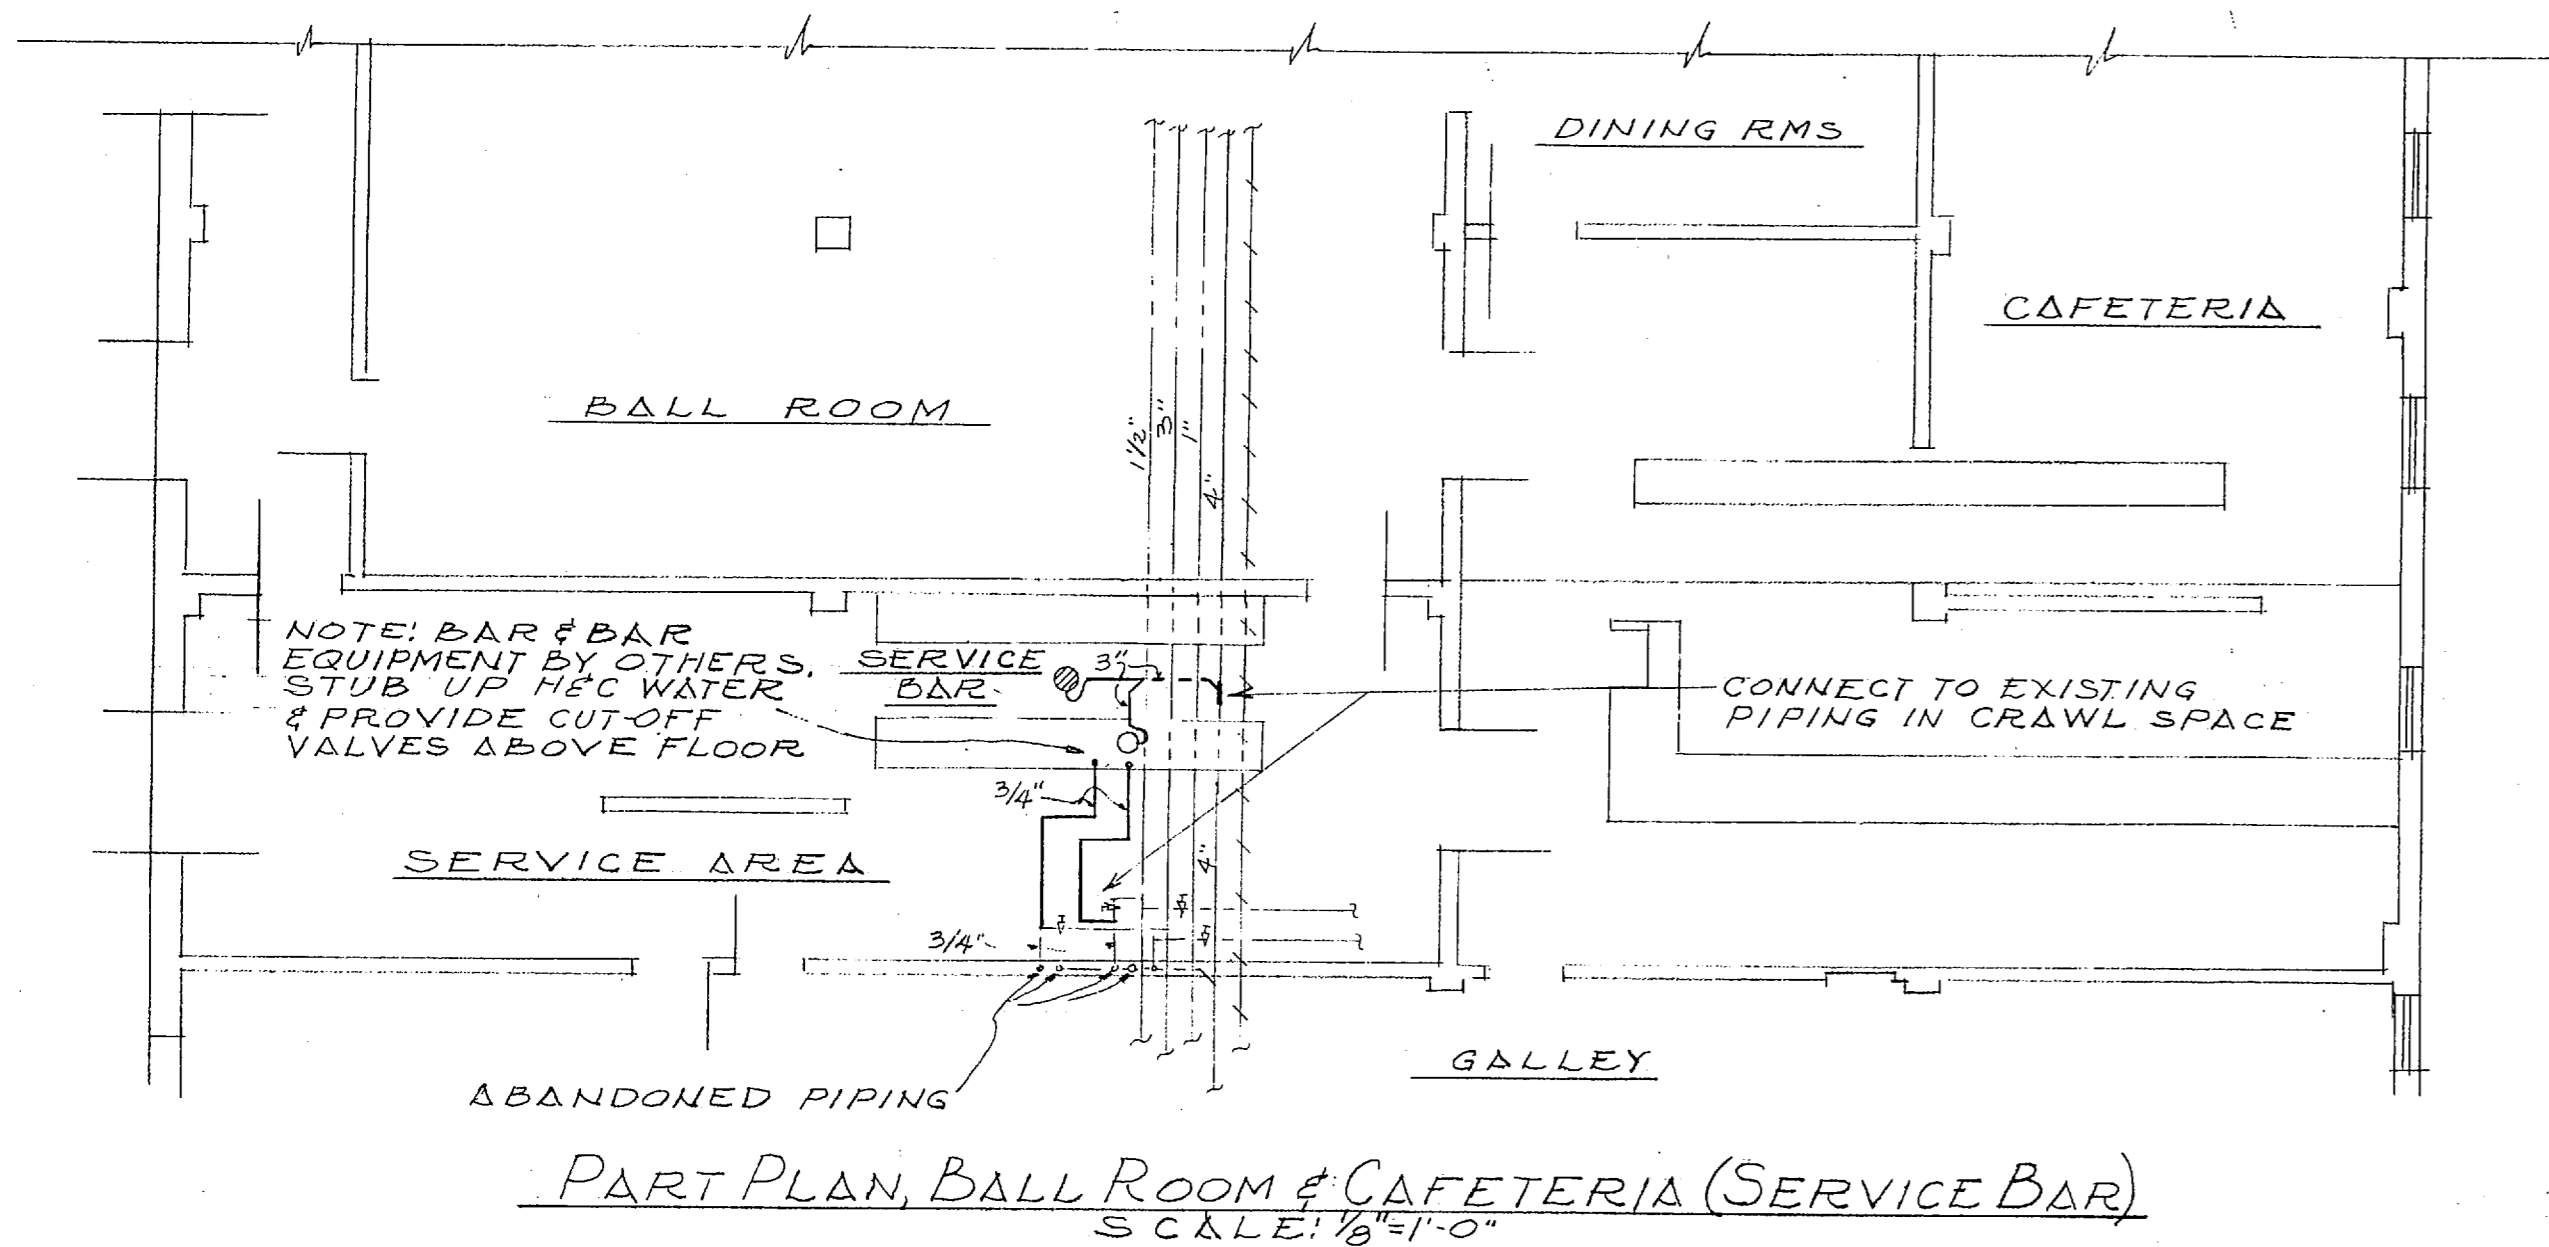 DINING RMS
CAFETERIA
BALL ROOM
1½"
3"
1"
4"
NOTE: BAR & BAR
EQUIPMENT BY OTHERS.
STUB UP H&C WATER
& PROVIDE CUT-OFF
VALVES ABOVE FLOOR
SERVICE
BAR
3"
CONNECT TO EXISTING
PIPING IN CRAWL SPACE
3/4"
SERVICE AREA
4"
3/4"
GALLEY
ABANDONED PIPING
PART PLAN, BALL ROOM & CAFETERIA (SERVICE BAR)
SCALE: 1/8"=1'-0"